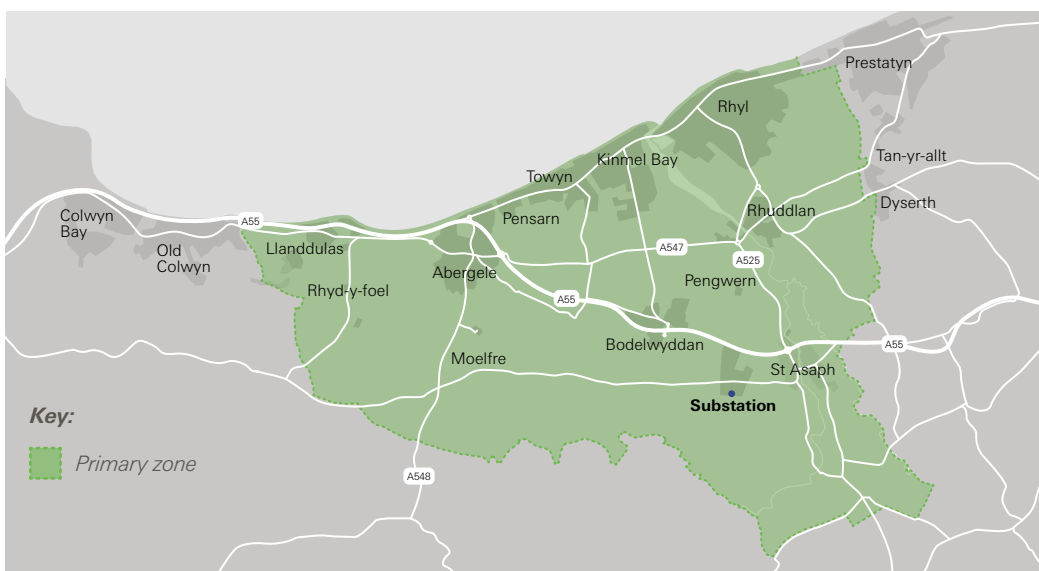 Prestatyn
Rhyl
Kinmel Bay
Tan-yr-allt
Towyn
Dyserth
Rhuddlan
Colwyn
Bay
A55
Pensarn
Old
Colwyn
Llanddulas
A547
A525
Abergele
Pengwern
Rhyd-y-foel
A55
Bodelwyddan
A55
Moelfre
St Asaph
Substation
Key:
Primary zone
A548